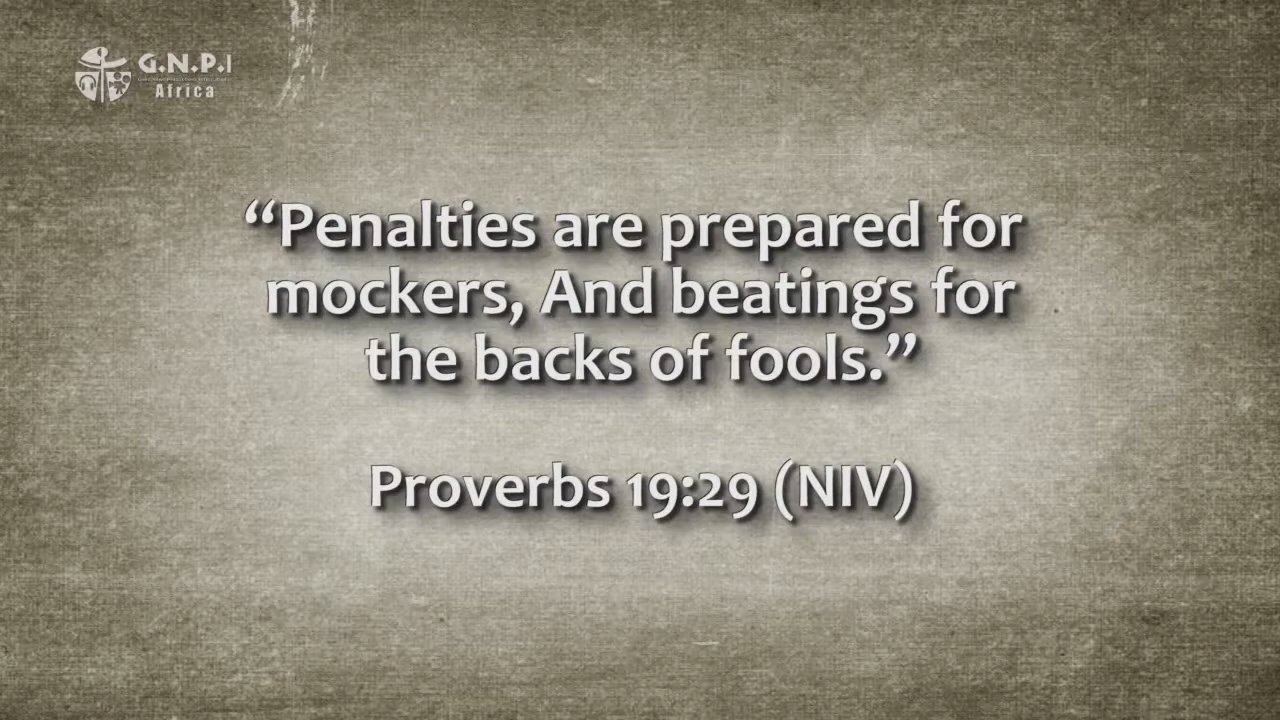 G.N.P.I
Africa
“Penalties are prepared for
mockers, And beatings for
the backs of fools.”
Proverbs 19:29 (NIV)